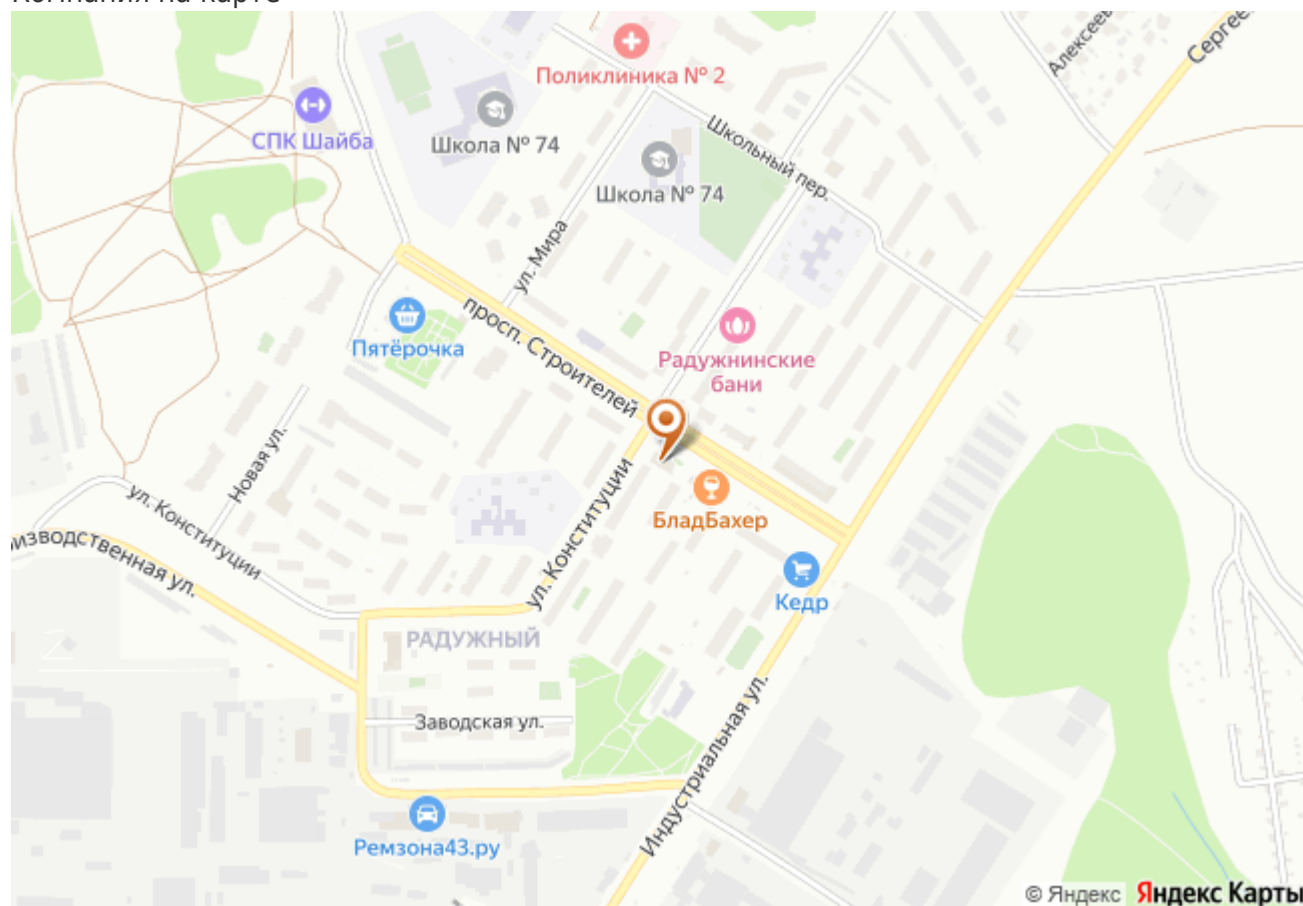 Компания на карте
Алексеев
Сергее
Поликлиника № 2
СПК Шайба
Школа № 74
Школьный пер.
Школа № 74
ул. Мира
просп. Строителей
Пятёрочка
Радужнинские
бани
Новая ул.
ул. Конституции
ул. Конституции
БладБахер
изводственная ул.
Кедр
РАДУЖНЫЙ
Заводская ул.
Индустриальная ул.
Ремзона43.ру
© Яндекс Яндекс Карты